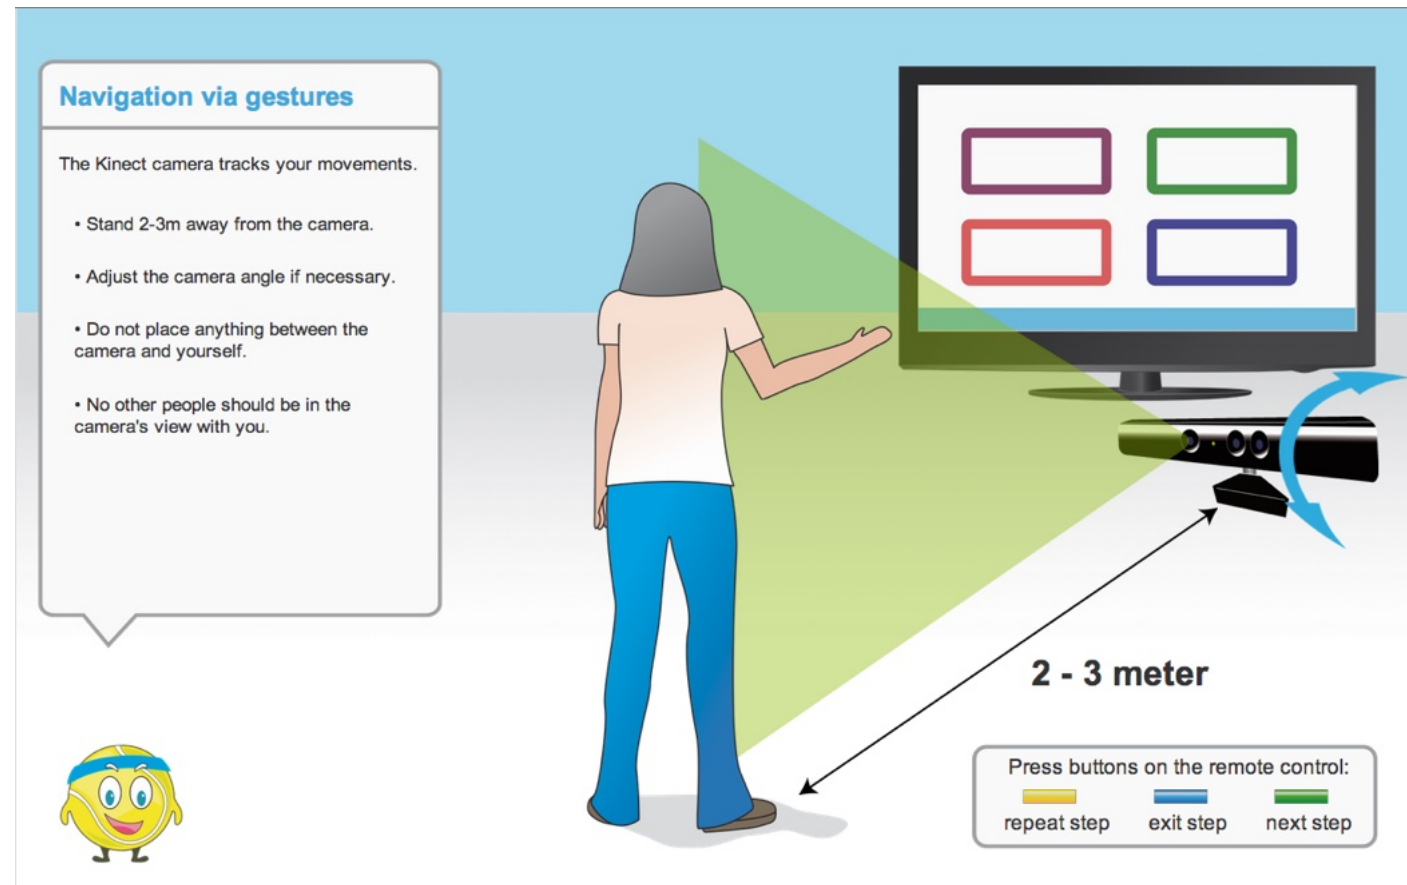 Navigation via gestures
The Kinect camera tracks your movements.
• Stand 2-3m away from the camera.
• Adjust the camera angle if necessary.
• Do not place anything between the
camera and yourself.
• No other people should be in the
camera's view with you.
2 - 3 meter
Press buttons on the remote control:
repeat step exit step next step